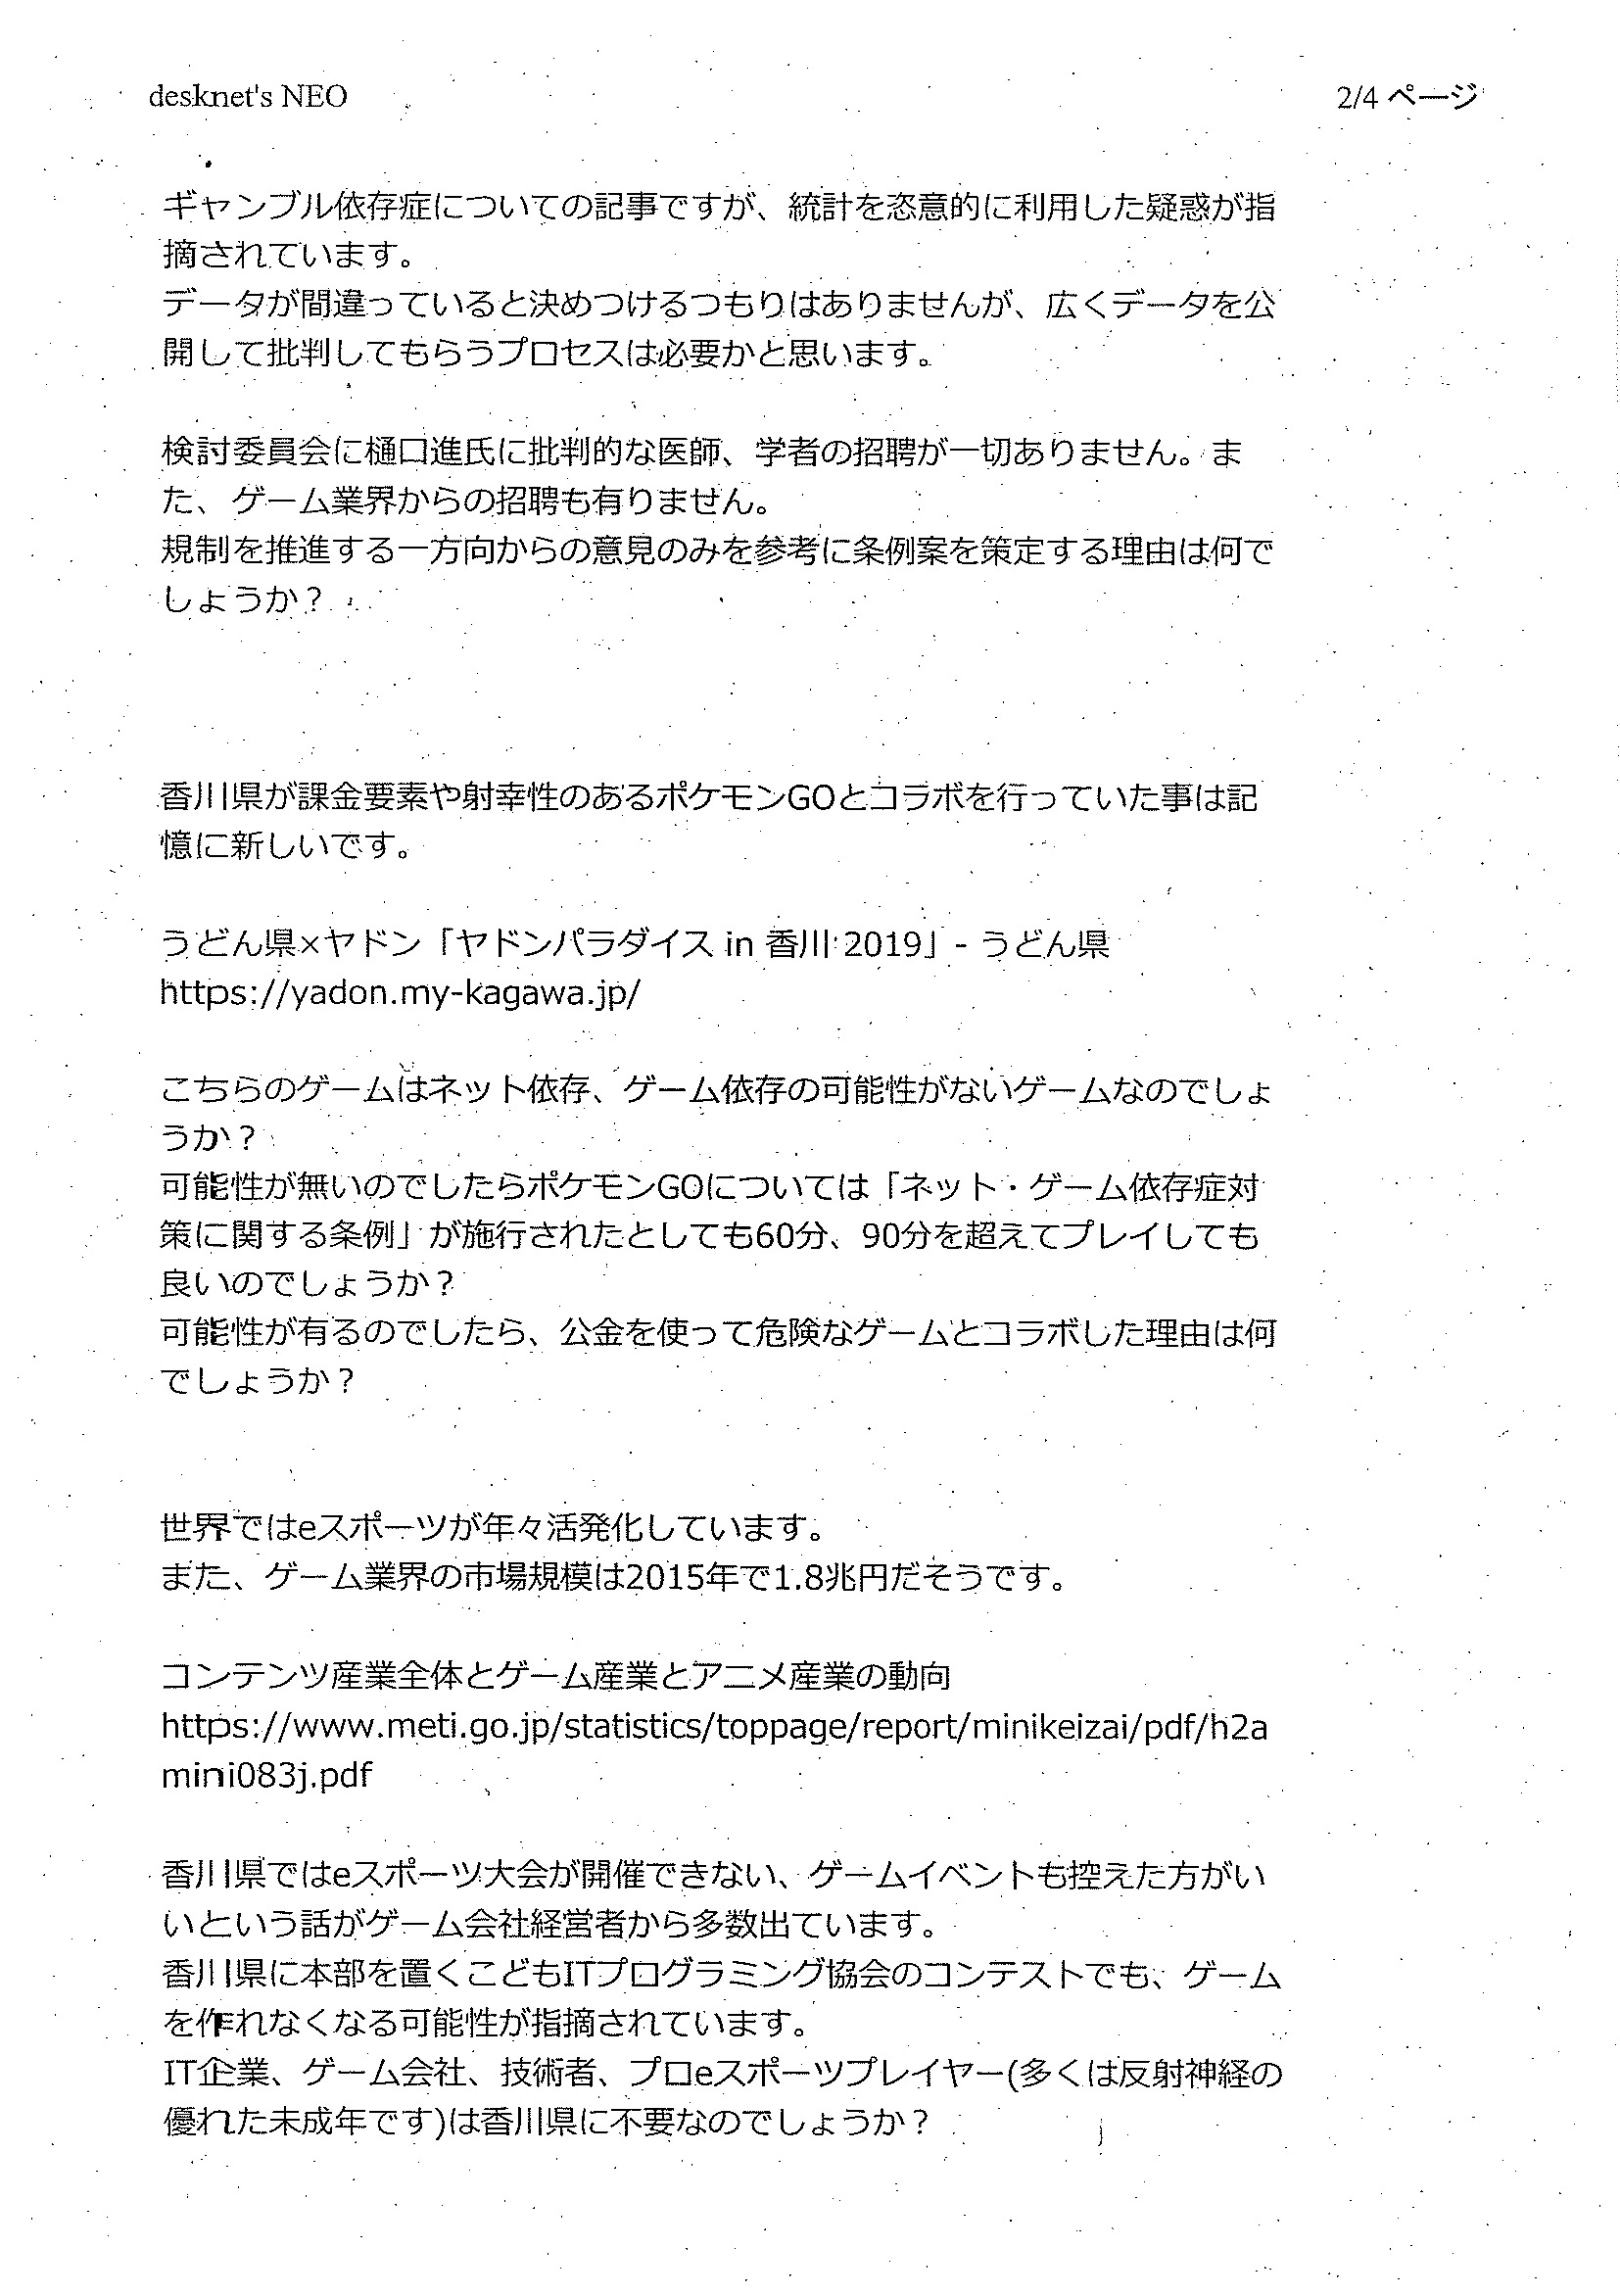 desknet's NEO
2/4 ページ
ギャンブル依存症についての記事ですが、統計を恣意的に利用した疑惑が指
摘されています。
データが間違っていると決めつけるつもりはありませんが、広くデータを公
開して批判してもらうプロセスは必要かと思います。
検討委員会に樋口進氏に批判的な医師、学者の招聘が一切ありません。ま
た、ゲーム業界からの招聘も有りません。
規制を推進する一方向からの意見のみを参考に条例案を策定する理由は何で
しょうか？
香川県が課金要素や射幸性のあるポケモンGOとコラボを行っていた事は記
憶に新しいです。
うどん県×ヤドン「ヤドンパラダイス in 香川 2019」- うどん県
https://yadon.my-kagawa.jp/
こちらのゲームはネット依存、ゲーム依存の可能性がないゲームなのでしょ
うか？
可能性が無いのでしたらポケモンGOについては「ネット・ゲーム依存症対
策に関する条例」が施行されたとしても60分、90分を超えてプレイしても
良いのでしょうか？
可能性が有るのでしたら、公金を使って危険なゲームとコラボした理由は何
でしょうか？
世界ではeスポーツが年々活発化しています。
また、ゲーム業界の市場規模は2015年で1.8兆円だそうです。
コンテンツ産業全体とゲーム産業とアニメ産業の動向
https://www.meti.go.jp/statistics/toppage/report/minikeizai/pdf/h2a
mini083j.pdf
香川県ではeスポーツ大会が開催できない、ゲームイベントも控えた方がい
いという話がゲーム会社経営者から多数出ています。
香川県に本部を置くこどもITプログラミング協会のコンテストでも、ゲーム
を作れなくなる可能性が指摘されています。
IT企業、ゲーム会社、技術者、プロeスポーツプレイヤー(多くは反射神経の
優れた未成年です)は香川県に不要なのでしょうか？